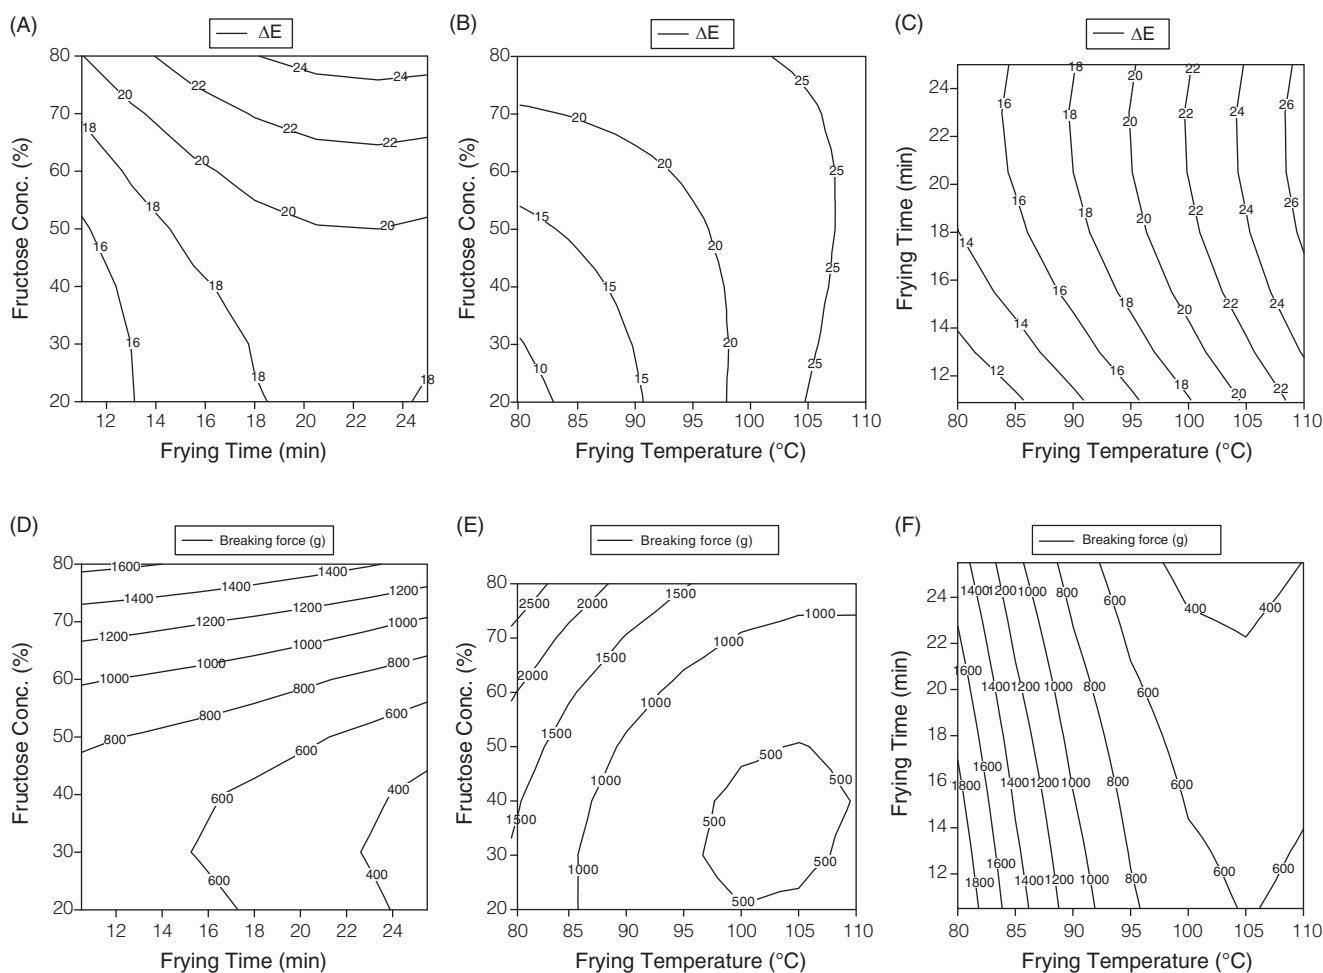 (A)
ΔE
80
70
60
50
40
30
20
Fructose Conc. (%)
24
24
22
22
22
20
20
20
20
18
18
18
18
18
16
16
12 14 16 18 20 22 24
Frying Time (min)
(B)
ΔE
80
70
60
50
40
30
20
Fructose Conc. (%)
25
25
25
25
20
20
20
20
15
15
15
10
80 85 90 95 100 105 110
Frying Temperature (°C)
(C)
ΔE
24
22
20
18
16
14
12
Frying Time (min)
18 20 22
16 18 20 22 24 26
16 18 20 22 24 26
14 16 18 20 22 24
14
12 16 18 20 22
80 85 90 95 100 105 110
Frying Temperature (°C)
(D)
Breaking force (g)
80
70
60
50
40
30
20
Fructose Conc. (%)
1600
1400 1400
1200 1200 1200
1000 1000 1000
800 800 800 800
600 600 600 600
400 400
12 14 16 18 20 22 24
Frying Time (min)
(E)
Breaking force (g)
80
70
60
50
40
30
20
Fructose Conc. (%)
2500 2000 1500
2000 1500 1000 1000
1500 1000
1500 1000 500 500
1000 500 500
500
80 85 90 95 100 105 110
Frying Temperature (°C)
(F)
Breaking force (g)
24
22
20
18
16
14
12
Frying Time (min)
1400 1200 1000 800 600 400 400
1600 1400 1200 1000 800 600
1800 1600 1400 1200 1000 800 600
1800 1600 1400 1200 1000 800 600 600
80 85 90 95 100 105 110
Frying Temperature (°C)